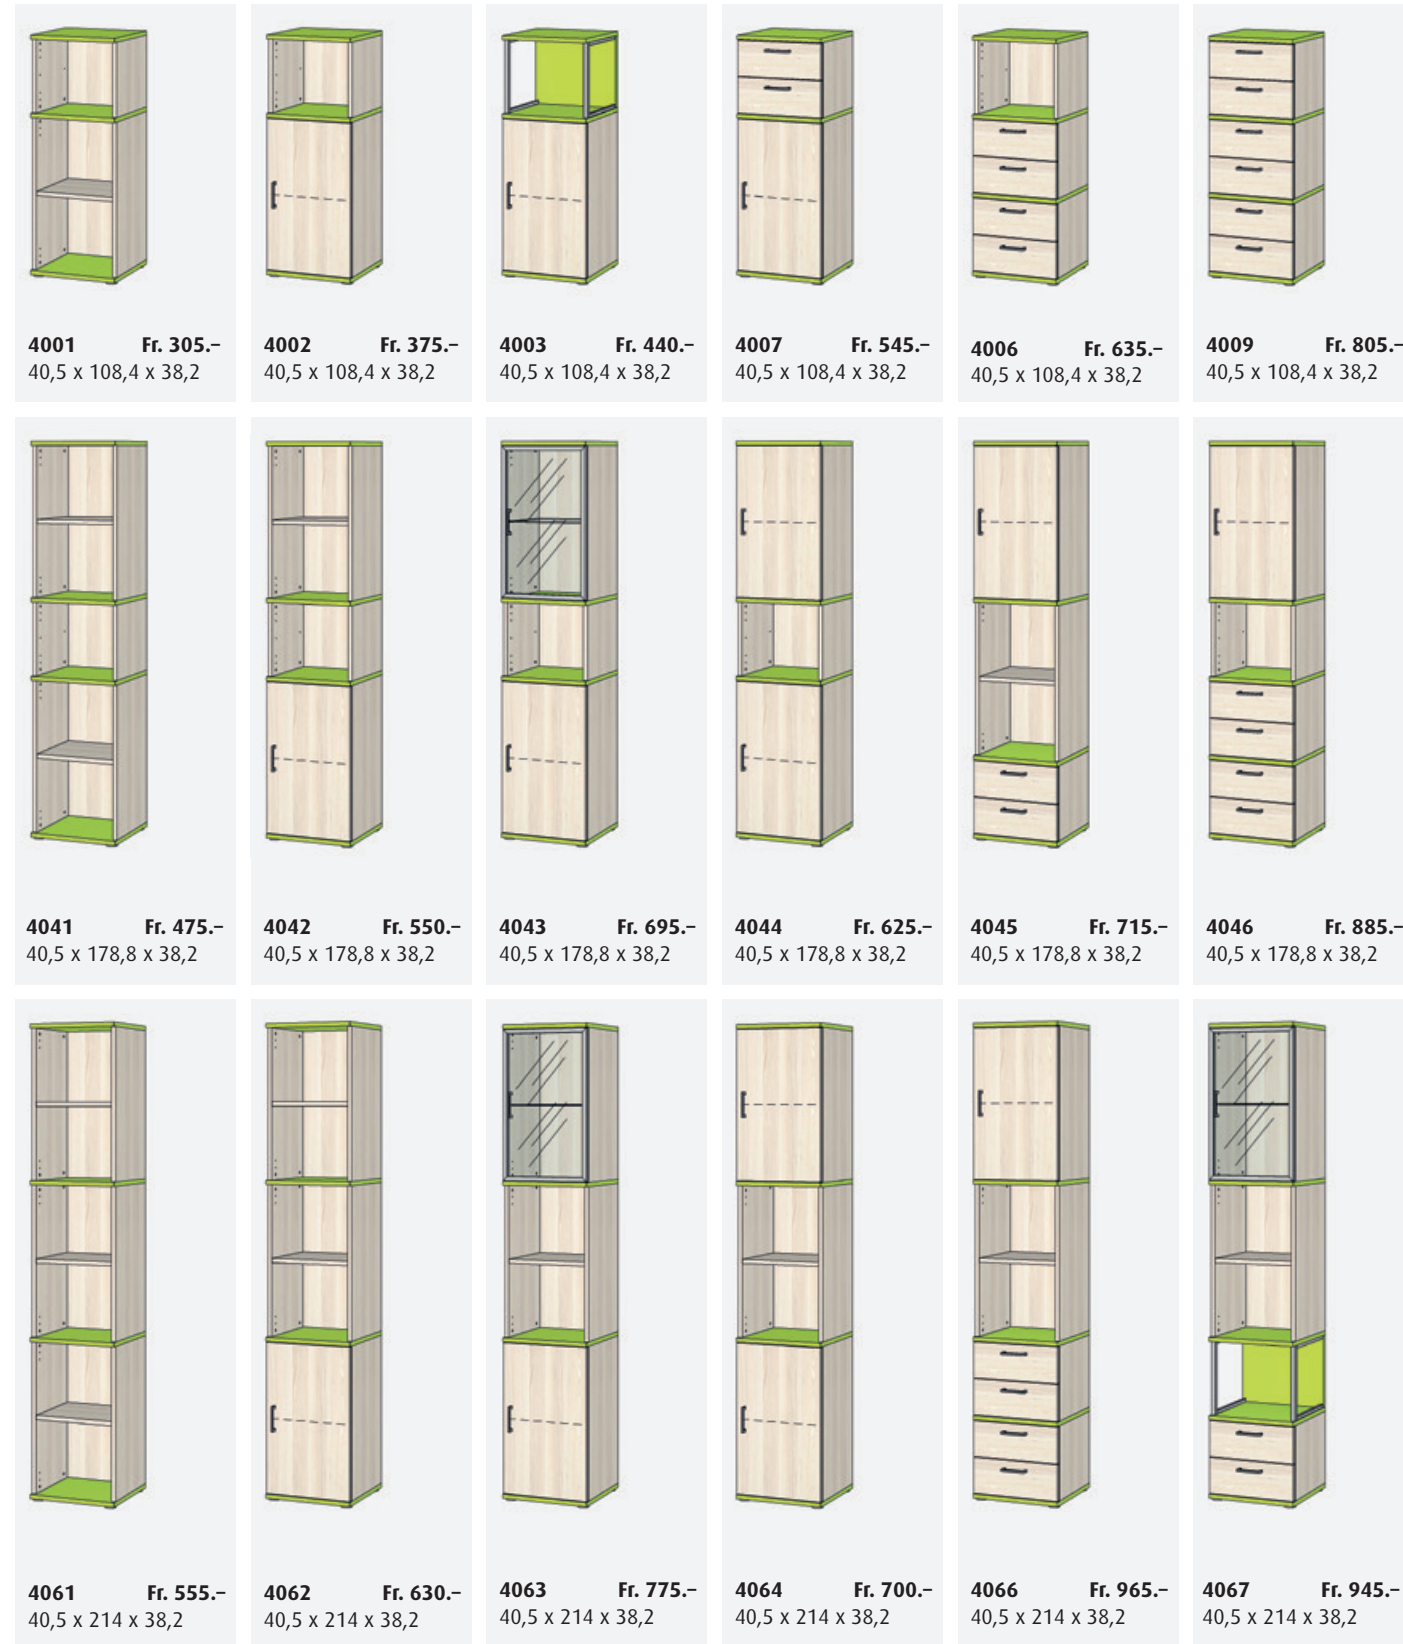 4001 Fr. 305.–
40,5 x 108,4 x 38,2
4002 Fr. 375.–
40,5 x 108,4 x 38,2
4003 Fr. 440.–
40,5 x 108,4 x 38,2
4007 Fr. 545.–
40,5 x 108,4 x 38,2
4006 Fr. 635.–
40,5 x 108,4 x 38,2
4009 Fr. 805.–
40,5 x 108,4 x 38,2
4041 Fr. 475.–
40,5 x 178,8 x 38,2
4042 Fr. 550.–
40,5 x 178,8 x 38,2
4043 Fr. 695.–
40,5 x 178,8 x 38,2
4044 Fr. 625.–
40,5 x 178,8 x 38,2
4045 Fr. 715.–
40,5 x 178,8 x 38,2
4046 Fr. 885.–
40,5 x 178,8 x 38,2
4061 Fr. 555.–
40,5 x 214 x 38,2
4062 Fr. 630.–
40,5 x 214 x 38,2
4063 Fr. 775.–
40,5 x 214 x 38,2
4064 Fr. 700.–
40,5 x 214 x 38,2
4066 Fr. 965.–
40,5 x 214 x 38,2
4067 Fr. 945.–
40,5 x 214 x 38,2